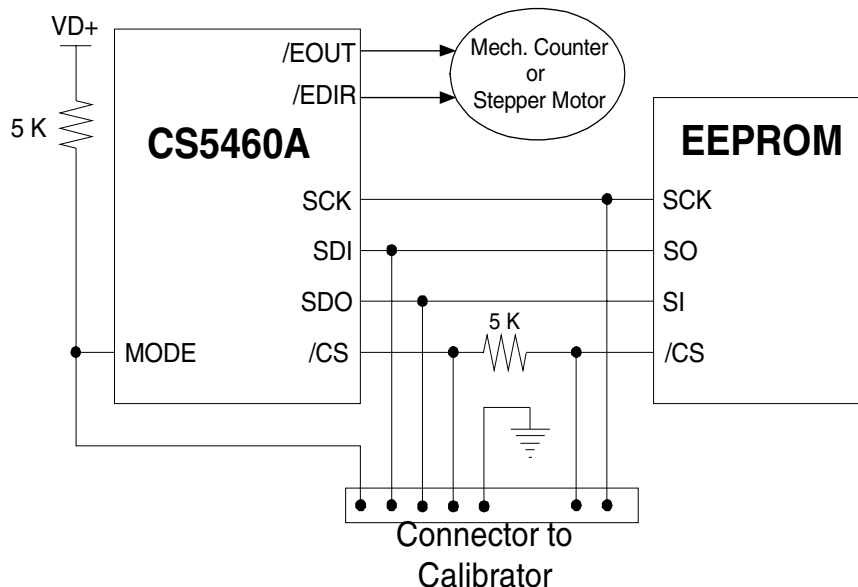 VD+
5 K
CS5460A
/EOUT
/EDIR
SCK
SDI
SDO
/CS
MODE
Mech. Counter
or
Stepper Motor
5 K
EEPROM
SCK
SO
SI
/CS
Connector to
Calibrator